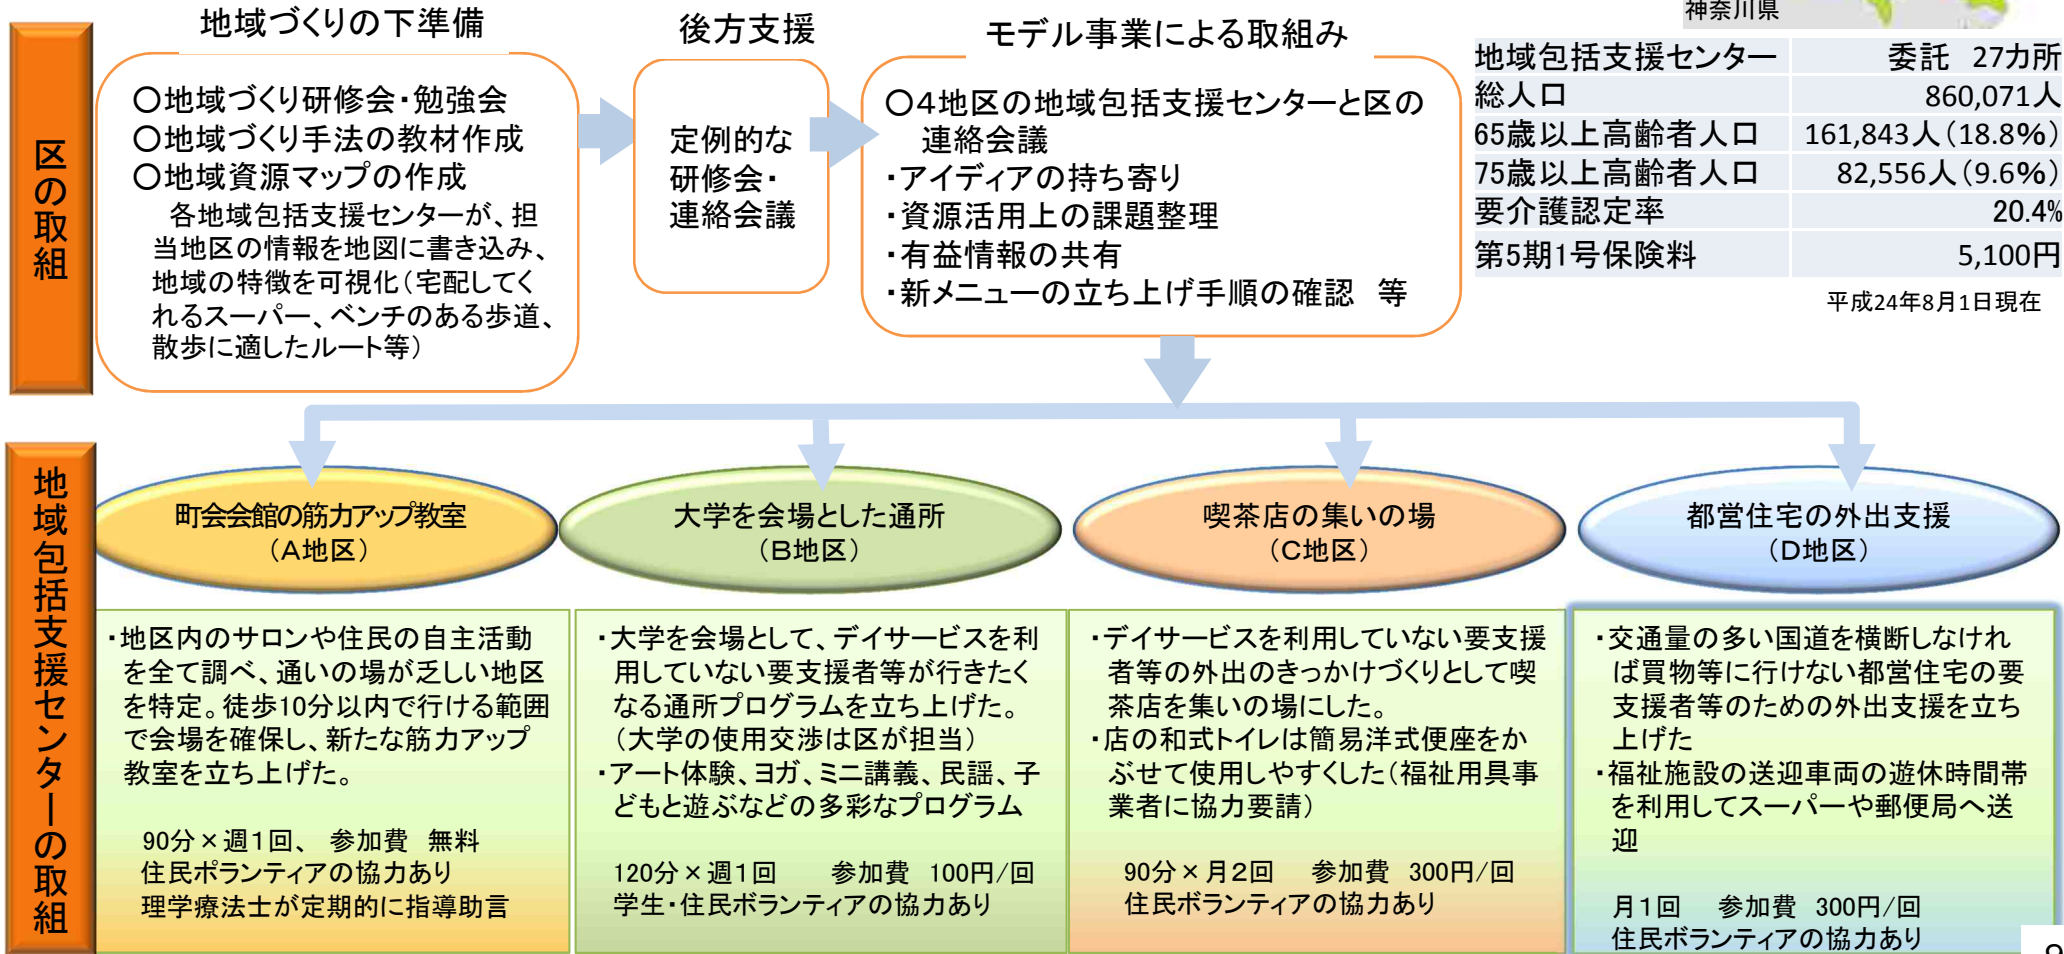 神奈川県
地域包括支援センター 委託 27カ所
総人口 860,071人
65歳以上高齢者人口 161,843人(18.8%)
75歳以上高齢者人口 82,556人(9.6%)
要介護認定率 20.4%
第5期1号保険料 5,100円
平成24年8月1日現在
区の取組
地域づくりの下準備
○地域づくり研修会・勉強会
○地域づくり手法の教材作成
○地域資源マップの作成
各地域包括支援センターが、担
当地区の情報を地図に書き込み、
地域の特徴を可視化(宅配してく
れるスーパー、ベンチのある歩道、
散歩に適したルート等)
後方支援
定例的な
研修会・
連絡会議
モデル事業による取組み
○4地区の地域包括支援センターと区の
連絡会議
・アイディアの持ち寄り
・資源活用上の課題整理
・有益情報の共有
・新メニューの立ち上げ手順の確認 等
地域包括支援センターの取組
町会会館の筋力アップ教室
(A地区)
・地区内のサロンや住民の自主活動
を全て調べ、通いの場が乏しい地区
を特定。徒歩10分以内で行ける範囲
で会場を確保し、新たな筋力アップ
教室を立ち上げた。
90分×週1回、 参加費 無料
住民ボランティアの協力あり
理学療法士が定期的に指導助言
大学を会場とした通所
(B地区)
・大学を会場として、デイサービスを利
用していない要支援者等が行きたく
なる通所プログラムを立ち上げた。
(大学の使用交渉は区が担当)
・アート体験、ヨガ、ミニ講義、民謡、子
どもと遊ぶなどの多彩なプログラム
120分×週1回 参加費 100円/回
学生・住民ボランティアの協力あり
喫茶店の集いの場
(C地区)
・デイサービスを利用していない要支援
者等の外出のきっかけづくりとして喫
茶店を集いの場にした。
・店の和式トイレは簡易洋式便座をか
ぶせて使用しやすくした(福祉用具事
業者に協力要請)
90分×月2回 参加費 300円/回
住民ボランティアの協力あり
都営住宅の外出支援
(D地区)
・交通量の多い国道を横断しなけれ
ば買物等に行けない都営住宅の要
支援者等のための外出支援を立ち
上げた
・福祉施設の送迎車両の遊休時間帯
を利用してスーパーや郵便局へ送
迎
月1回 参加費 300円/回
住民ボランティアの協力あり